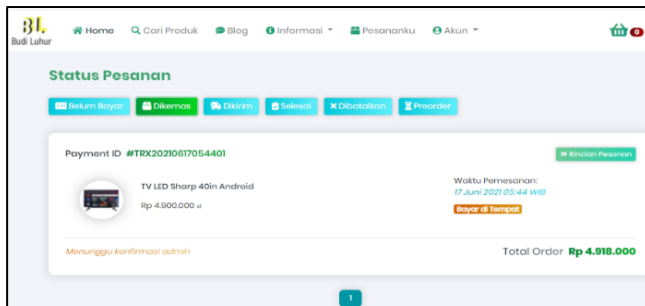 BL
Budi Luhur
Home Cari Produk Blog Informasi Pesananku Akun 0
Status Pesanan
Belum Bayar Dikemas Dikirim Selesai Dibatalkan Preorder
Payment ID #TRX20210617054401 Rincian Pesanan
TV LED Sharp 40in Android
Rp 4.900.000
Waktu Pemesanan:
17 Juni 2021 05:44 WIB
Bayar di Tempat
Menunggu konfirmasi admin
Total Order Rp 4.918.000
1